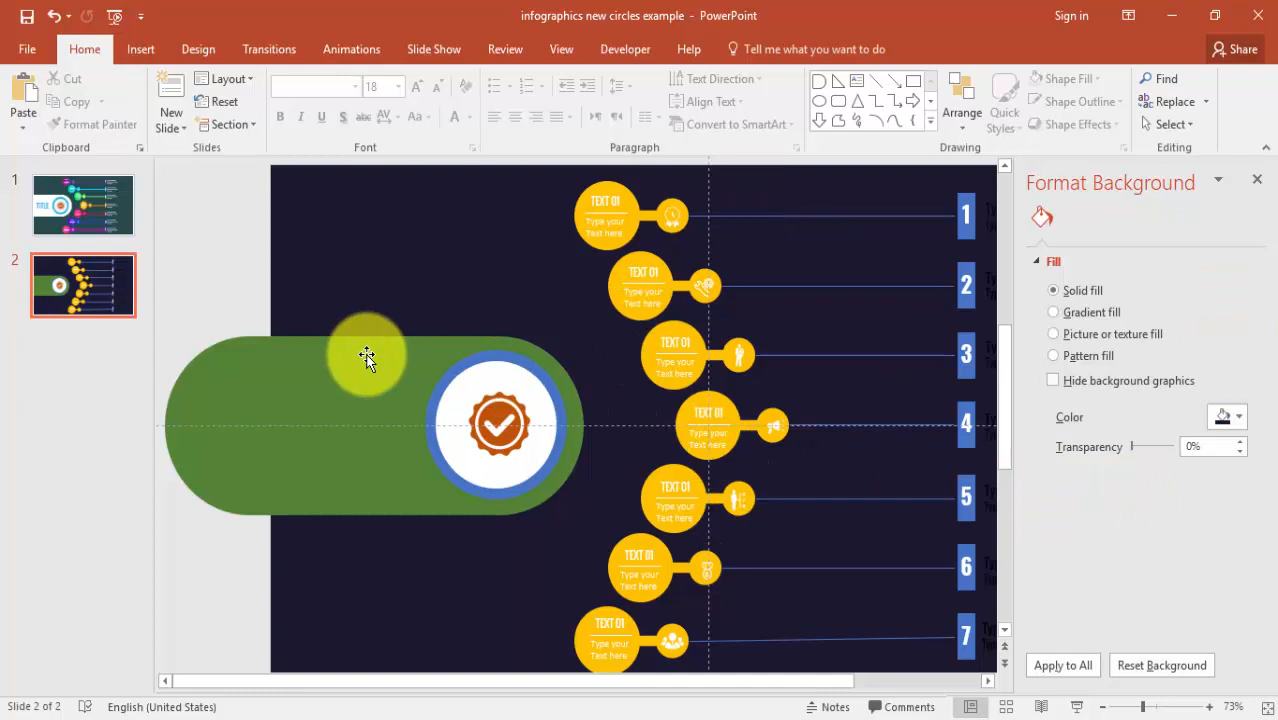 infographics new circles example - PowerPoint
Sign in
File Home Insert Design Transitions Animations Slide Show Review View Developer Help Tell me what you want to do Share
Paste
Cut
Copy
Format Painter
Clipboard
New Slide
Layout
Reset
Section
Slides
18
B I U S abc AV Aa A
Font
Text Direction
Align Text
Convert to SmartArt
Paragraph
Arrange
Quick Styles
Shape Fill
Shape Outline
Shape Effects
Drawing
Find
Replace
Select
Editing
1
TITLE
2
TEXT 01
Type your
Text here
1
TEXT 01
Type your
Text here
2
TEXT 01
Type your
Text here
3
TEXT 01
Type your
Text here
4
TEXT 01
Type your
Text here
5
TEXT 01
Type your
Text here
6
TEXT 01
Type your
Text here
7
Format Background
Fill
Solid fill
Gradient fill
Picture or texture fill
Pattern fill
Hide background graphics
Color
Transparency 0%
Apply to All
Reset Background
Slide 2 of 2
English (United States)
Notes
Comments
73%